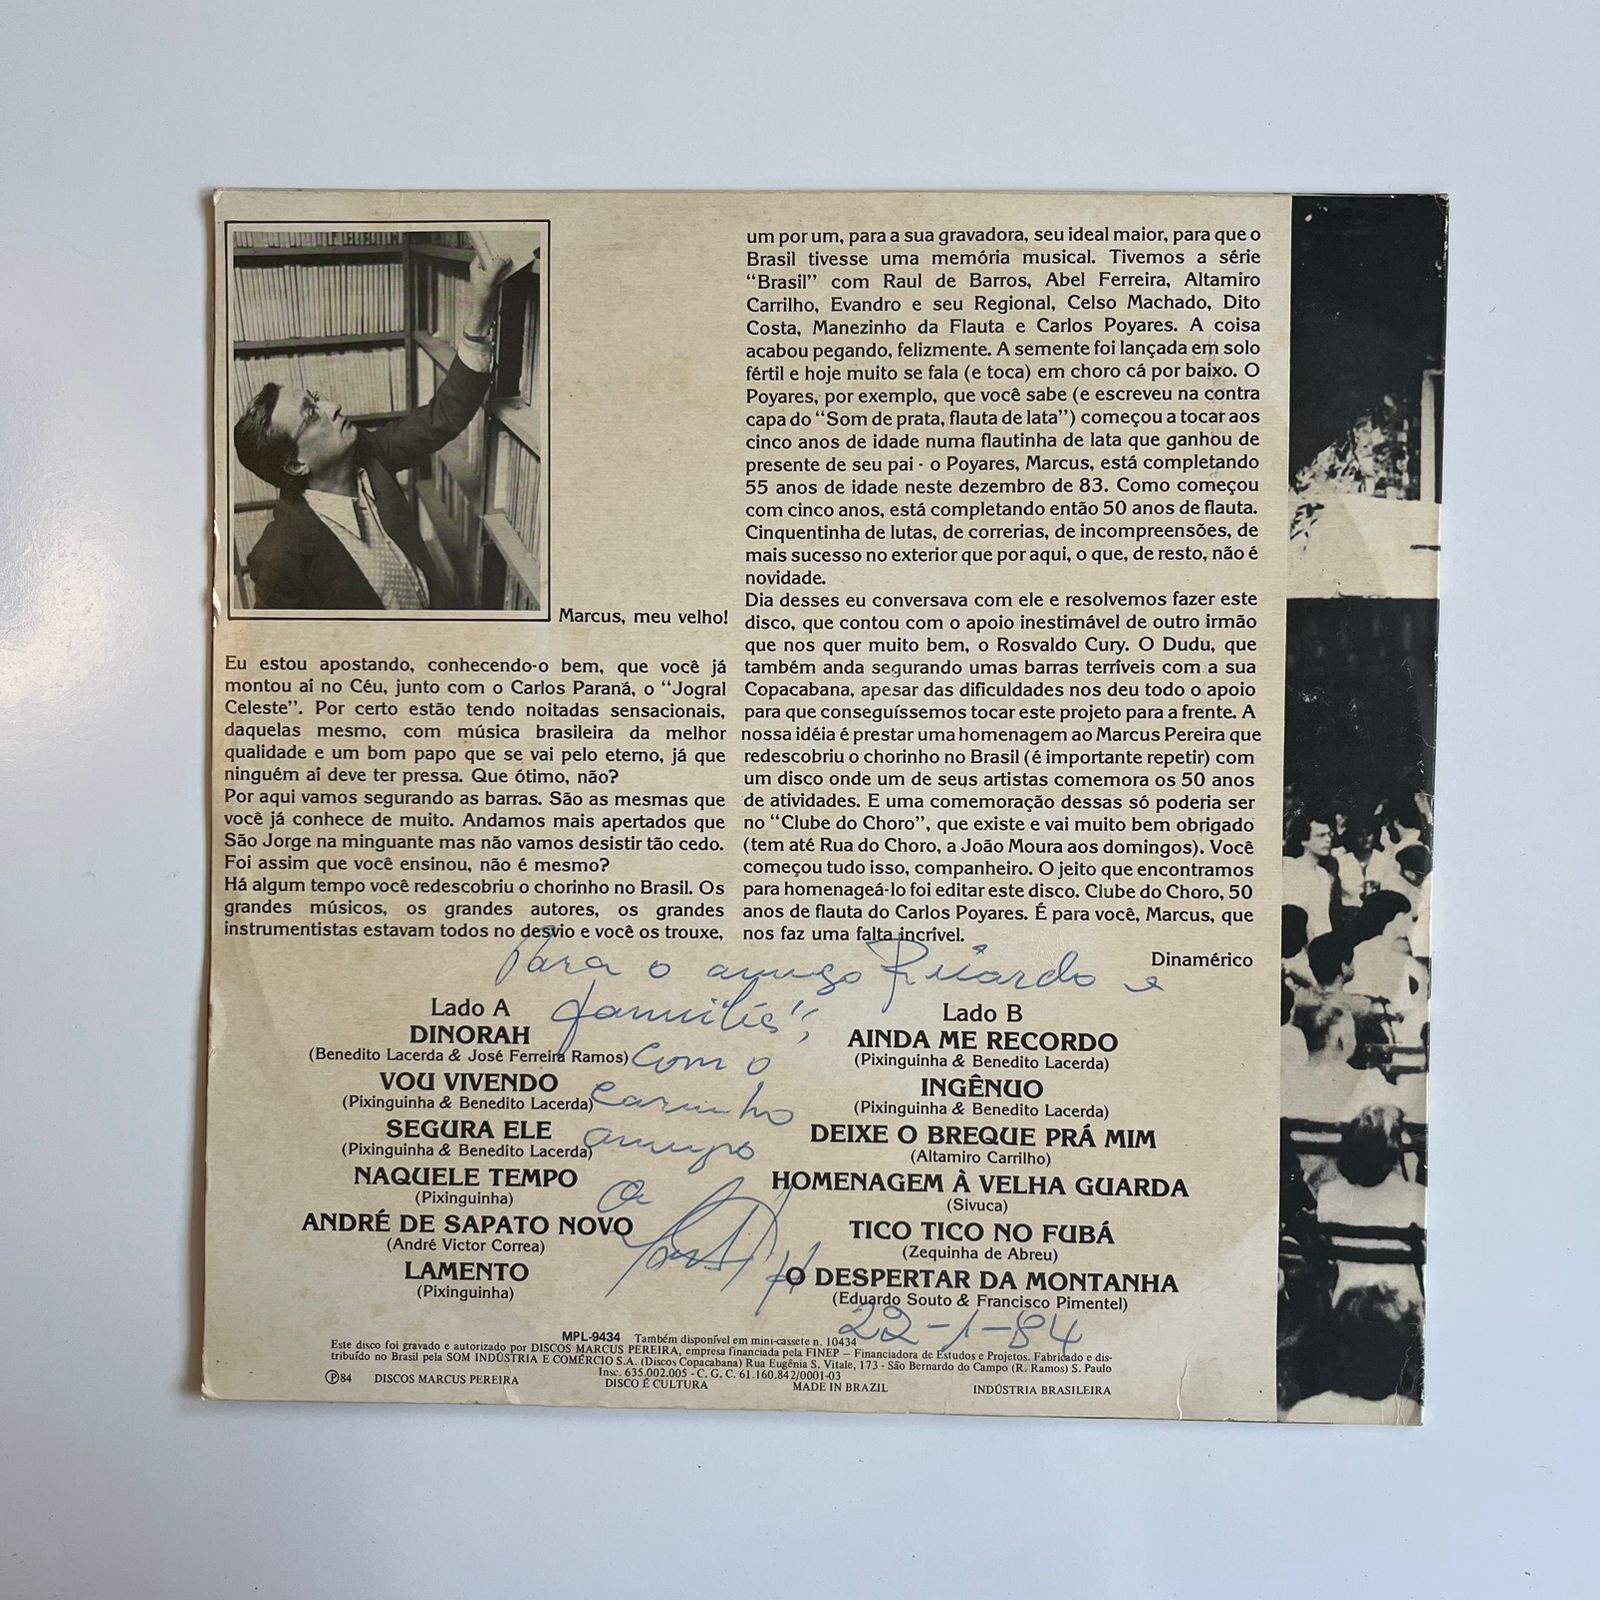 Marcus, meu velho!
Eu estou apostando, conhecendo-o bem, que você já
montou aí no Céu, junto com o Carlos Paraná, o “Jogral
Celeste”. Por certo estão tendo noitadas sensacionais,
daquelas mesmo, com música brasileira da melhor
qualidade e um bom papo que se vai pelo eterno, já que
ninguém aí deve ter pressa. Que ótimo, não?
Por aqui vamos segurando as barras. São as mesmas que
você já conhece de muito. Andamos mais apertados que
São Jorge na minguante mas não vamos desistir tão cedo.
Foi assim que você ensinou, não é mesmo?
Há algum tempo você redescobriu o chorinho no Brasil. Os
grandes músicos, os grandes autores, os grandes
instrumentistas estavam todos no desvio e você os trouxe,
um por um, para a sua gravadora, seu ideal maior, para que o
Brasil tivesse uma memória musical. Tivemos a série
“Brasil” com Raul de Barros, Abel Ferreira, Altamiro
Carrilho, Evandro e seu Regional, Celso Machado, Dito
Costa, Manezinho da Flauta e Carlos Poyares. A coisa
acabou pegando, felizmente. A semente foi lançada em solo
fértil e hoje muito se fala (e toca) em choro cá por baixo. O
Poyares, por exemplo, que você sabe (e escreveu na contra
capa do “Som de prata, flauta de lata”) começou a tocar aos
cinco anos de idade numa flautinha de lata que ganhou de
presente de seu pai - o Poyares, Marcus, está completando
55 anos de idade neste dezembro de 83. Como começou
com cinco anos, está completando então 50 anos de flauta.
Cinquentinha de lutas, de correrias, de incompreensões, de
mais sucesso no exterior que por aqui, o que, de resto, não é
novidade.
Dia desses eu conversava com ele e resolvemos fazer este
disco, que contou com o apoio inestimável de outro irmão
que nos quer muito bem, o Rosvaldo Cury. O Dudu, que
também anda segurando umas barras terríveis com a sua
Copacabana, apesar das dificuldades nos deu todo o apoio
para que conseguíssemos tocar este projeto para a frente. A
nossa idéia é prestar uma homenagem ao Marcus Pereira que
redescobriu o chorinho no Brasil (é importante repetir) com
um disco onde um de seus artistas comemora os 50 anos
de atividades. E uma comemoração dessas só poderia ser
no “Clube do Choro”, que existe e vai muito bem obrigado
(tem até Rua do Choro, a João Moura aos domingos). Você
começou tudo isso, companheiro. O jeito que encontramos
para homenageá-lo foi editar este disco. Clube do Choro, 50
anos de flauta do Carlos Poyares. É para você, Marcus, que
nos faz uma falta incrível.
Dinamérico
Para o amigo Ricardo e
família,
com o
carinho
amigo
22-1-84
Lado A
DINORAH
(Benedito Lacerda & José Ferreira Ramos)
VOU VIVENDO
(Pixinguinha & Benedito Lacerda)
SEGURA ELE
(Pixinguinha & Benedito Lacerda)
NAQUELE TEMPO
(Pixinguinha)
ANDRÉ DE SAPATO NOVO
(André Victor Correa)
LAMENTO
(Pixinguinha)
Lado B
AINDA ME RECORDO
(Pixinguinha & Benedito Lacerda)
INGÊNUO
(Pixinguinha & Benedito Lacerda)
DEIXE O BREQUE PRÁ MIM
(Altamiro Carrilho)
HOMENAGEM À VELHA GUARDA
(Sivuca)
TICO TICO NO FUBÁ
(Zequinha de Abreu)
O DESPERTAR DA MONTANHA
(Eduardo Souto & Francisco Pimentel)
MPL-9434 Também disponível em mini-cassete n. 10434
Este disco foi gravado e autorizado por DISCOS MARCUS PEREIRA, empresa financiada pela FINEP – Financiadora de Estudos e Projetos. Fabricado e dis-
tribuído no Brasil pela SOM INDÚSTRIA E COMÉRCIO S.A. (Discos Copacabana) Rua Eugênia S. Vitale, 173 - São Bernardo do Campo (R. Ramos) S. Paulo
Insc. 635.002.005 - C. G. C. 61.160.842/0001-03
Ⓟ84 DISCOS MARCUS PEREIRA DISCO É CULTURA MADE IN BRAZIL INDÚSTRIA BRASILEIRA